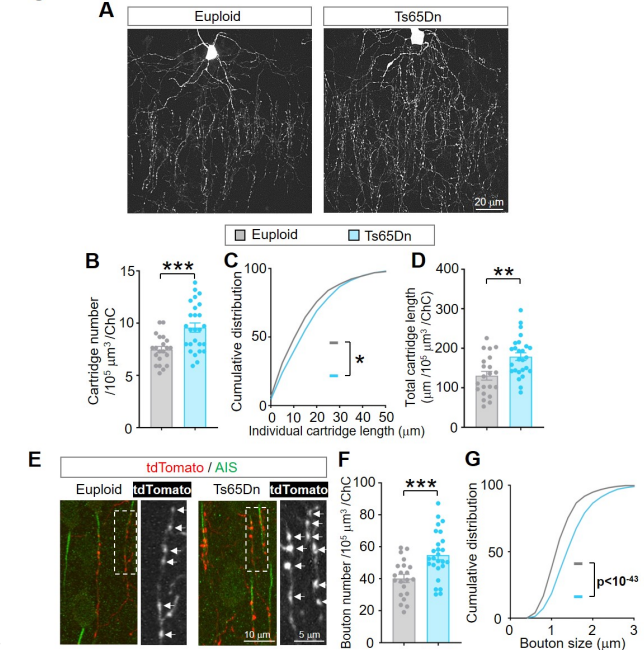 A
Euploid
Ts65Dn
20 μm
Euploid
Ts65Dn
B
***
Cartridge number
/10⁵ μm³ /ChC
15
10
5
0
C
Cumulative distribution
100
50
0
*
0 10 20 30 40 50
Individual cartridge length (μm)
D
**
Total cartridge length
(μm /10⁵ μm³ /ChC)
400
300
200
100
0
E
tdTomato / AIS
Euploid
tdTomato
Ts65Dn
tdTomato
10 μm
5 μm
F
***
Bouton number /10⁵ μm³ /ChC
100
80
60
40
20
0
G
Cumulative distribution
100
50
0
p<10⁻⁴³
0 1 2 3
Bouton size (μm)